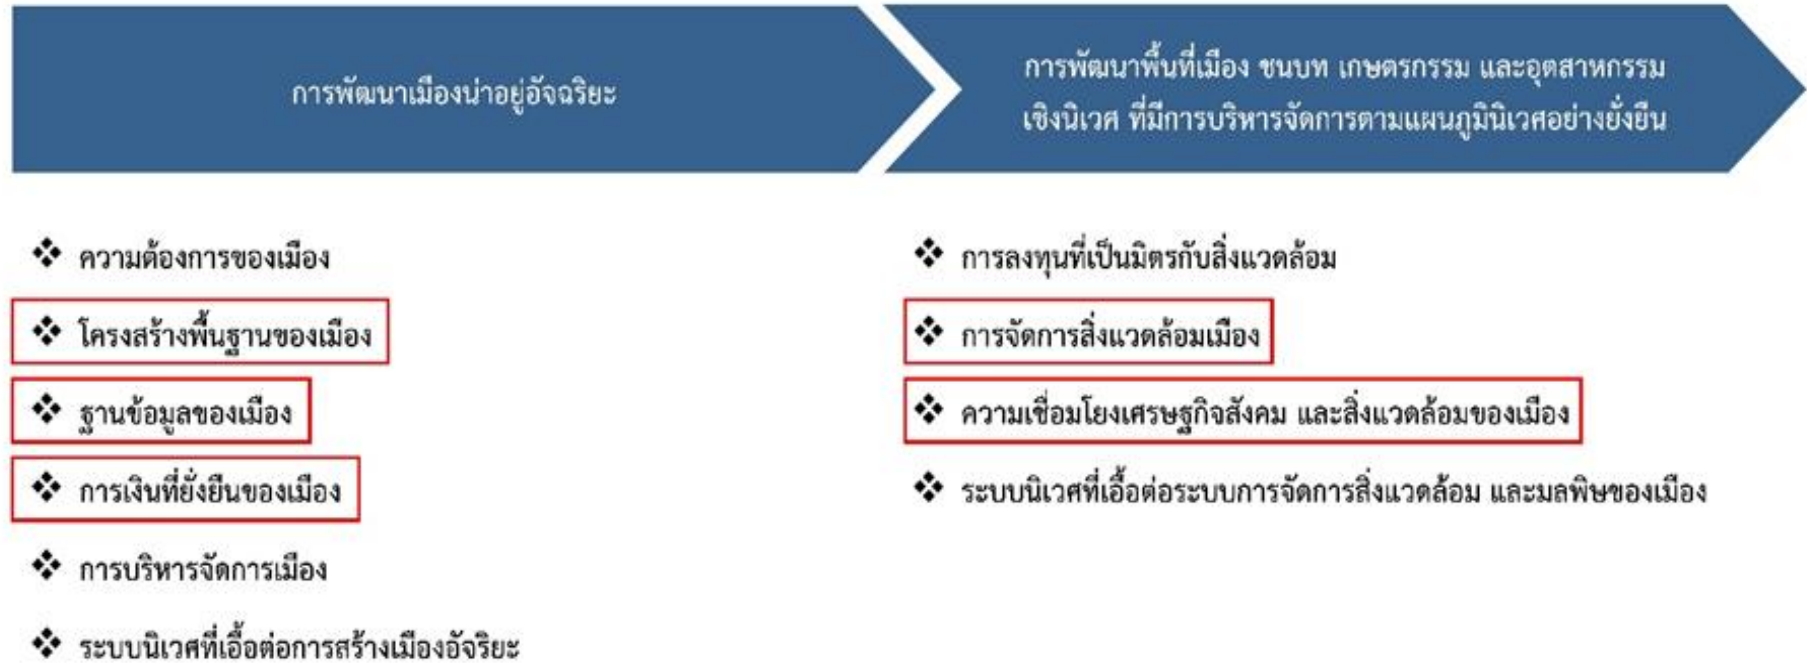 การพัฒนาเมืองน่าอยู่อัจฉริยะ
การพัฒนาพื้นที่เมือง ชนบท เกษตรกรรม และอุตสาหกรรม
เชิงนิเวศ ที่มีการบริหารจัดการตามแผนภูมินิเวศอย่างยั่งยืน
❖ ความต้องการของเมือง
❖ โครงสร้างพื้นฐานของเมือง
❖ ฐานข้อมูลของเมือง
❖ การเงินที่ยั่งยืนของเมือง
❖ การบริหารจัดการเมือง
❖ ระบบนิเวศที่เอื้อต่อการสร้างเมืองอัจริยะ
❖ การลงทุนที่เป็นมิตรกับสิ่งแวดล้อม
❖ การจัดการสิ่งแวดล้อมเมือง
❖ ความเชื่อมโยงเศรษฐกิจสังคม และสิ่งแวดล้อมของเมือง
❖ ระบบนิเวศที่เอื้อต่อระบบการจัดการสิ่งแวดล้อม และมลพิษของเมือง